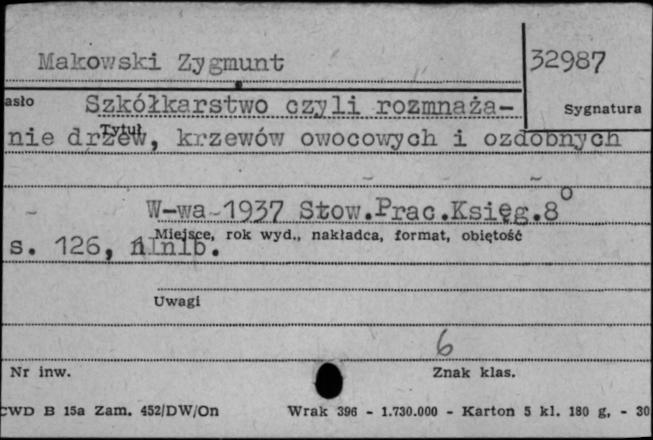 Makowski Zygmunt
32987
asło Szkółkarstwo czyli rozmnaża-
Sygnatura
Tytuł
nie drzew, krzewów owocowych i ozdobnych
W-wa 1937 Stow.Prac.Księg.8°
Miejsce, rok wyd., nakładca, format, objętość
s. 126, nlb.
Uwagi
6
Nr inw. Znak klas.
CWD B 15a Zam. 452/DW/On Wrak 396 - 1.730.000 - Karton 5 kl. 180 g, - 30